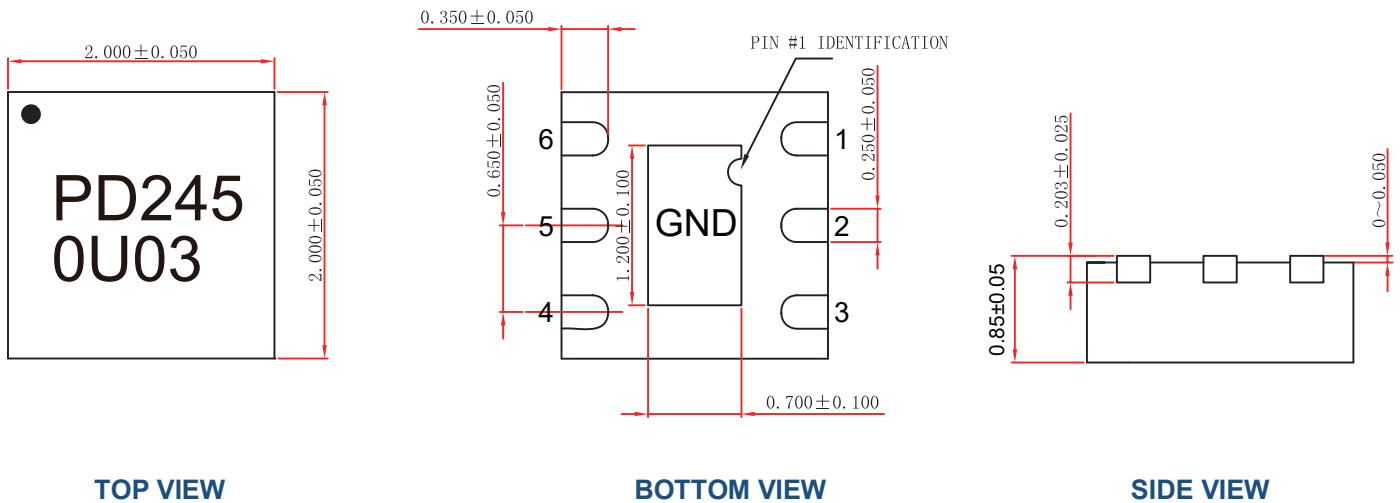 2.000±0.050
PD245
0U03
2.000±0.050
TOP VIEW
0.350±0.050
PIN #1 IDENTIFICATION
0.650±0.050
6
5
4
1.200±0.100
GND
1
2
3
0.250±0.050
0.700±0.100
BOTTOM VIEW
0.203±0.025
0~0.050
0.85±0.05
SIDE VIEW